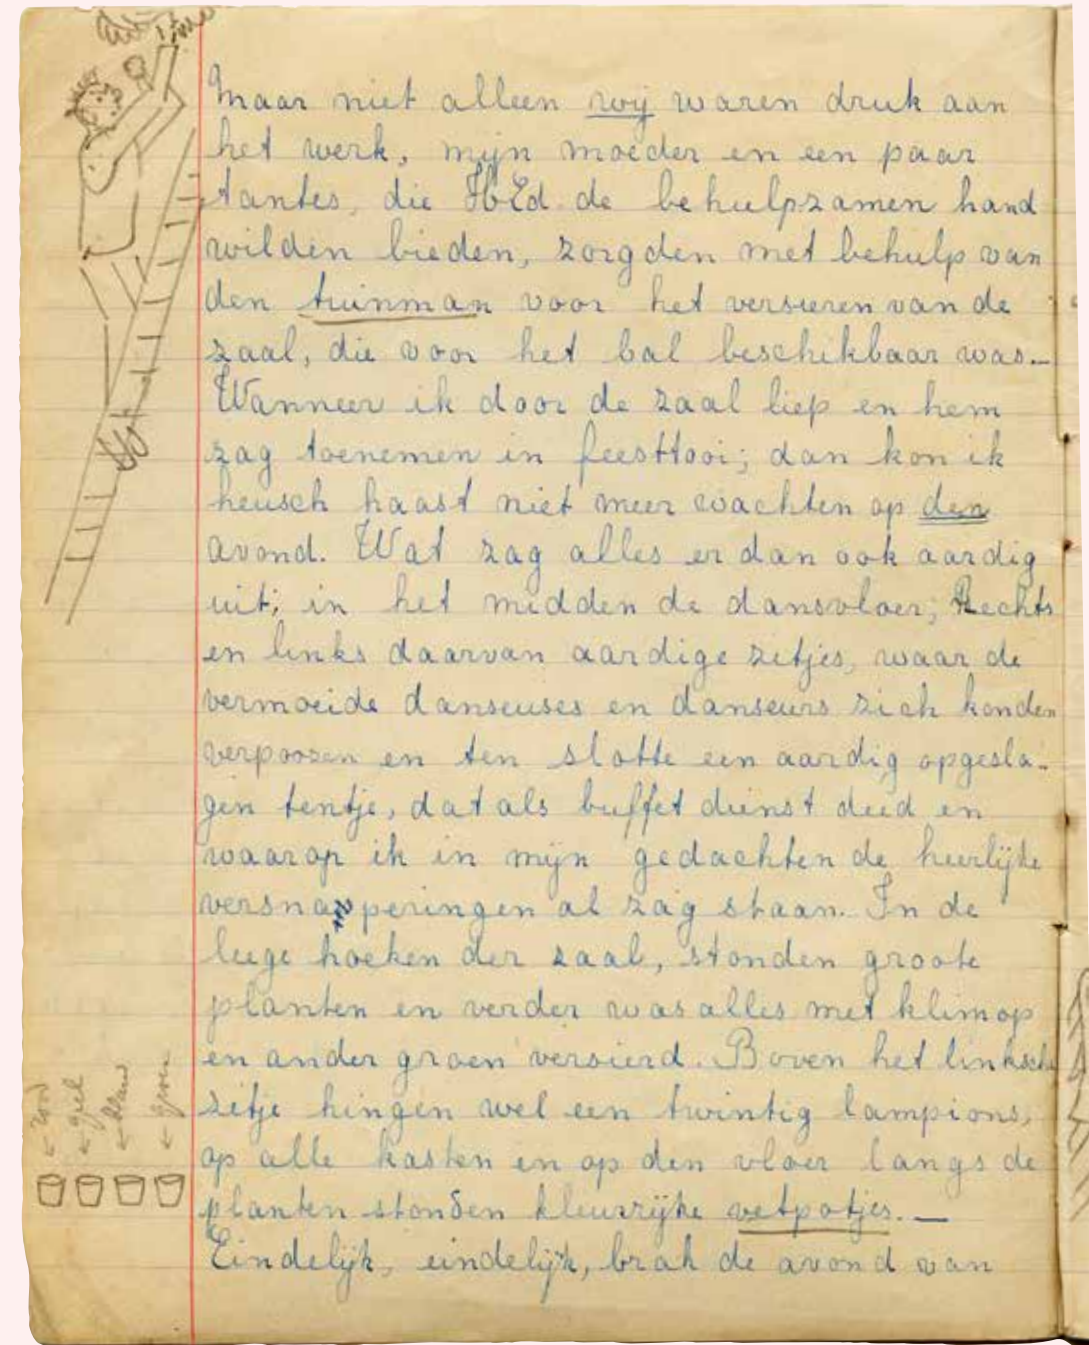 Maar niet alleen wij waren druk aan
het werk, mijn moeder en een paar
tantes, die HEd. de behulpzamen hand
wilden bieden, zorgden met behulp van
den tuinman voor het versieren van de
zaal, die voor het bal beschikbaar was._
Wanneer ik door de zaal liep en hem
zag toenemen in feesttooi; dan kon ik
heusch haast niet meer wachten op den
avond. Wat zag alles er dan ook aardig
uit; in het midden de dansvloer; Rechts
en links daarvan aardige zitjes, waar de
vermoeide danseuses en danseurs zich konden
verpoozen en ten slotte een aardig opgesla-
gen tentje, dat als buffet dienst deed en
waarop ik in mijn gedachten de heerlijke
versnaperingen al zag staan. In de
leege hoeken der zaal, stonden groote
planten en verder was alles met klimop
en ander groen versierd. Boven het linksche
zitje hingen wel een twintig lampions,
op alle kasten en op den vloer langs de
planten stonden kleurrijke vetpotjes. _
Eindelijk, eindelijk, brak de avond van
← rood
← geel
← blauw
← groen